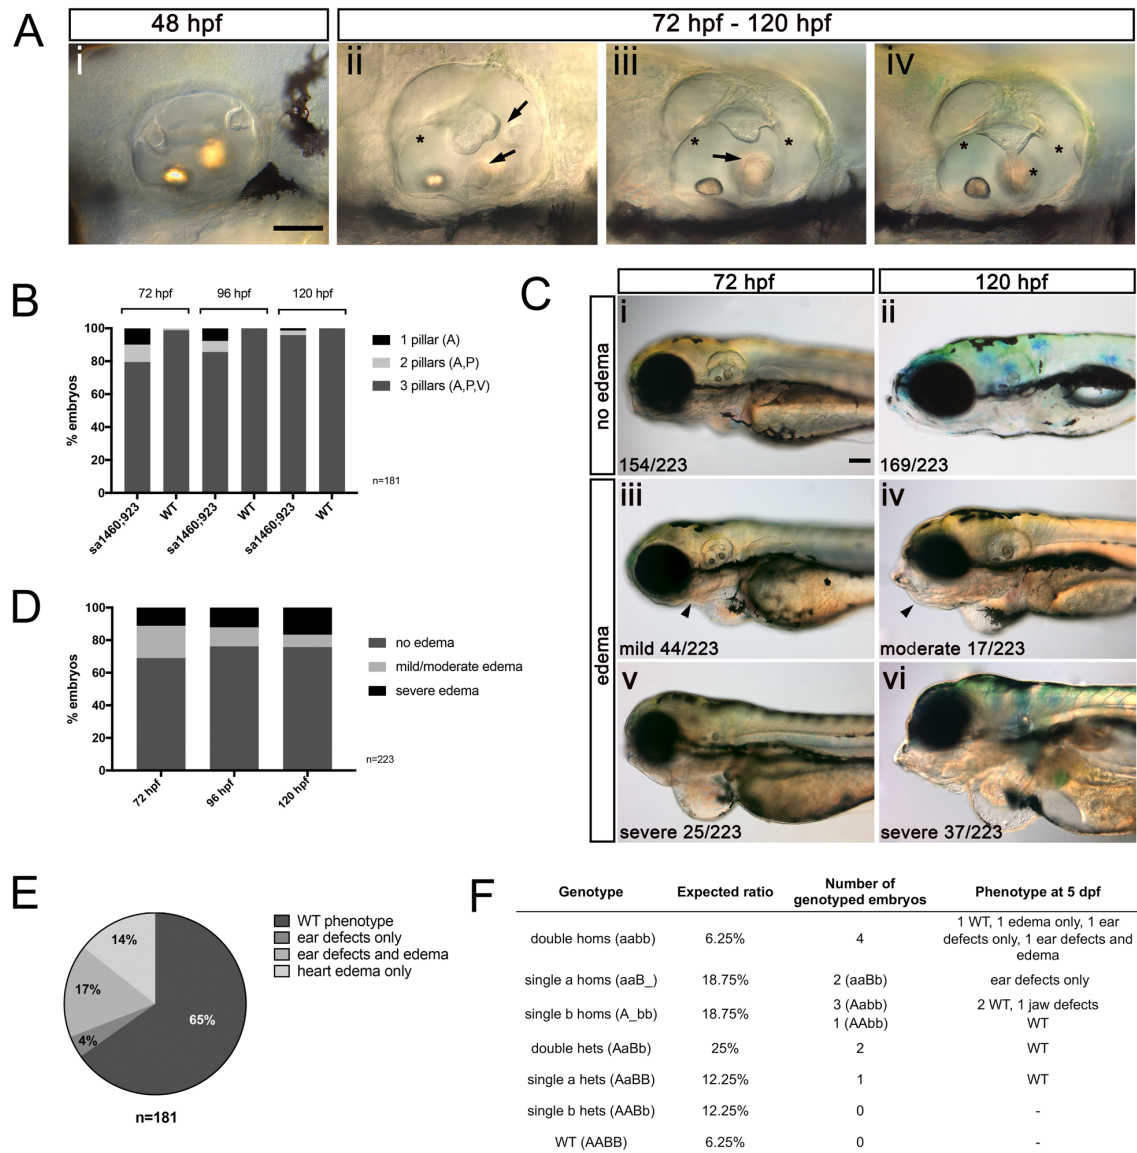 A
48 hpf
72 hpf - 120 hpf
i
ii
iii
iv
*
*
*
*
*
*
B
72 hpf
96 hpf
120 hpf
100
80
60
40
20
0
% embryos
sa1460;923
WT
sa1460;923
WT
sa1460;923
WT
1 pillar (A)
2 pillars (A,P)
3 pillars (A,P,V)
n=181
C
72 hpf
120 hpf
no edema
edema
i
154/223
ii
169/223
iii
mild 44/223
iv
moderate 17/223
v
severe 25/223
vi
severe 37/223
D
100
80
60
40
20
0
% embryos
72 hpf
96 hpf
120 hpf
no edema
mild/moderate edema
severe edema
n=223
E
14%
17%
4%
65%
WT phenotype
ear defects only
ear defects and edema
heart edema only
n=181
F
Genotype
Expected ratio
Number of
genotyped embryos
Phenotype at 5 dpf
double homs (aabb)
6.25%
4
1 WT, 1 edema only, 1 ear
defects only, 1 ear defects and
edema
single a homs (aaB_)
18.75%
2 (aaBb)
ear defects only
single b homs (A_bb)
18.75%
3 (Aabb)
2 WT, 1 jaw defects
1 (AAbb)
WT
double hets (AaBb)
25%
2
WT
single a hets (AaBB)
12.25%
1
WT
single b hets (AABb)
12.25%
0
-
WT (AABB)
6.25%
0
-